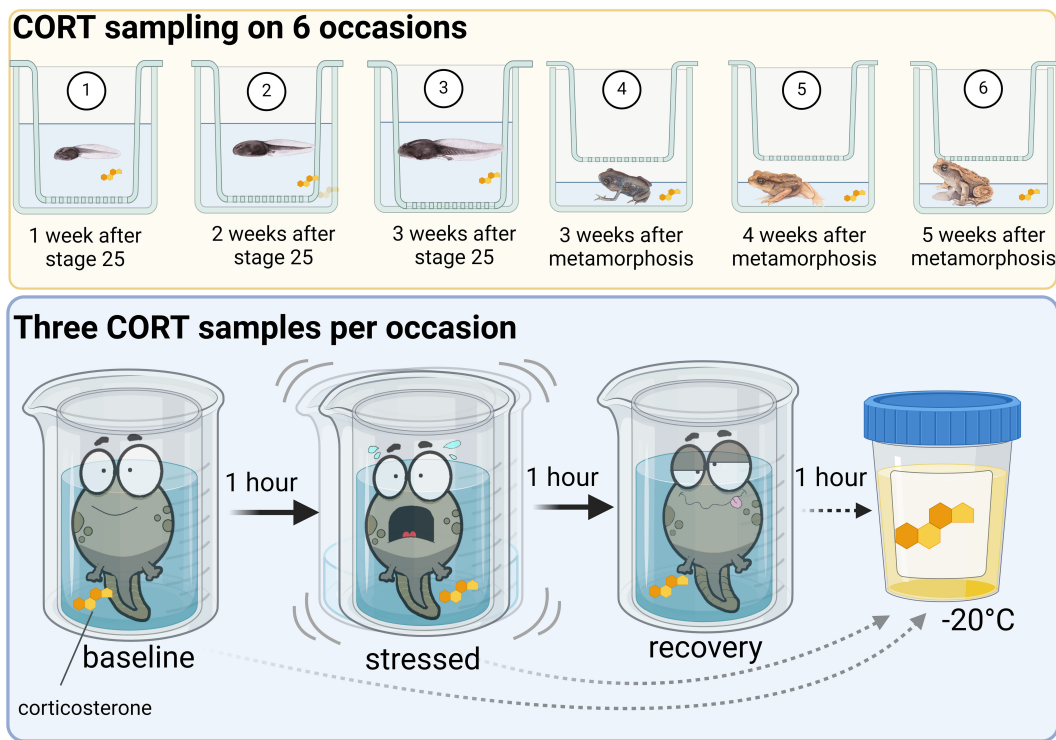 CORT sampling on 6 occasions
1
2
3
4
5
6
1 week after
stage 25
2 weeks after
stage 25
3 weeks after
stage 25
3 weeks after
metamorphosis
4 weeks after
metamorphosis
5 weeks after
metamorphosis
Three CORT samples per occasion
1 hour
1 hour
1 hour
baseline
stressed
recovery
-20°C
corticosterone